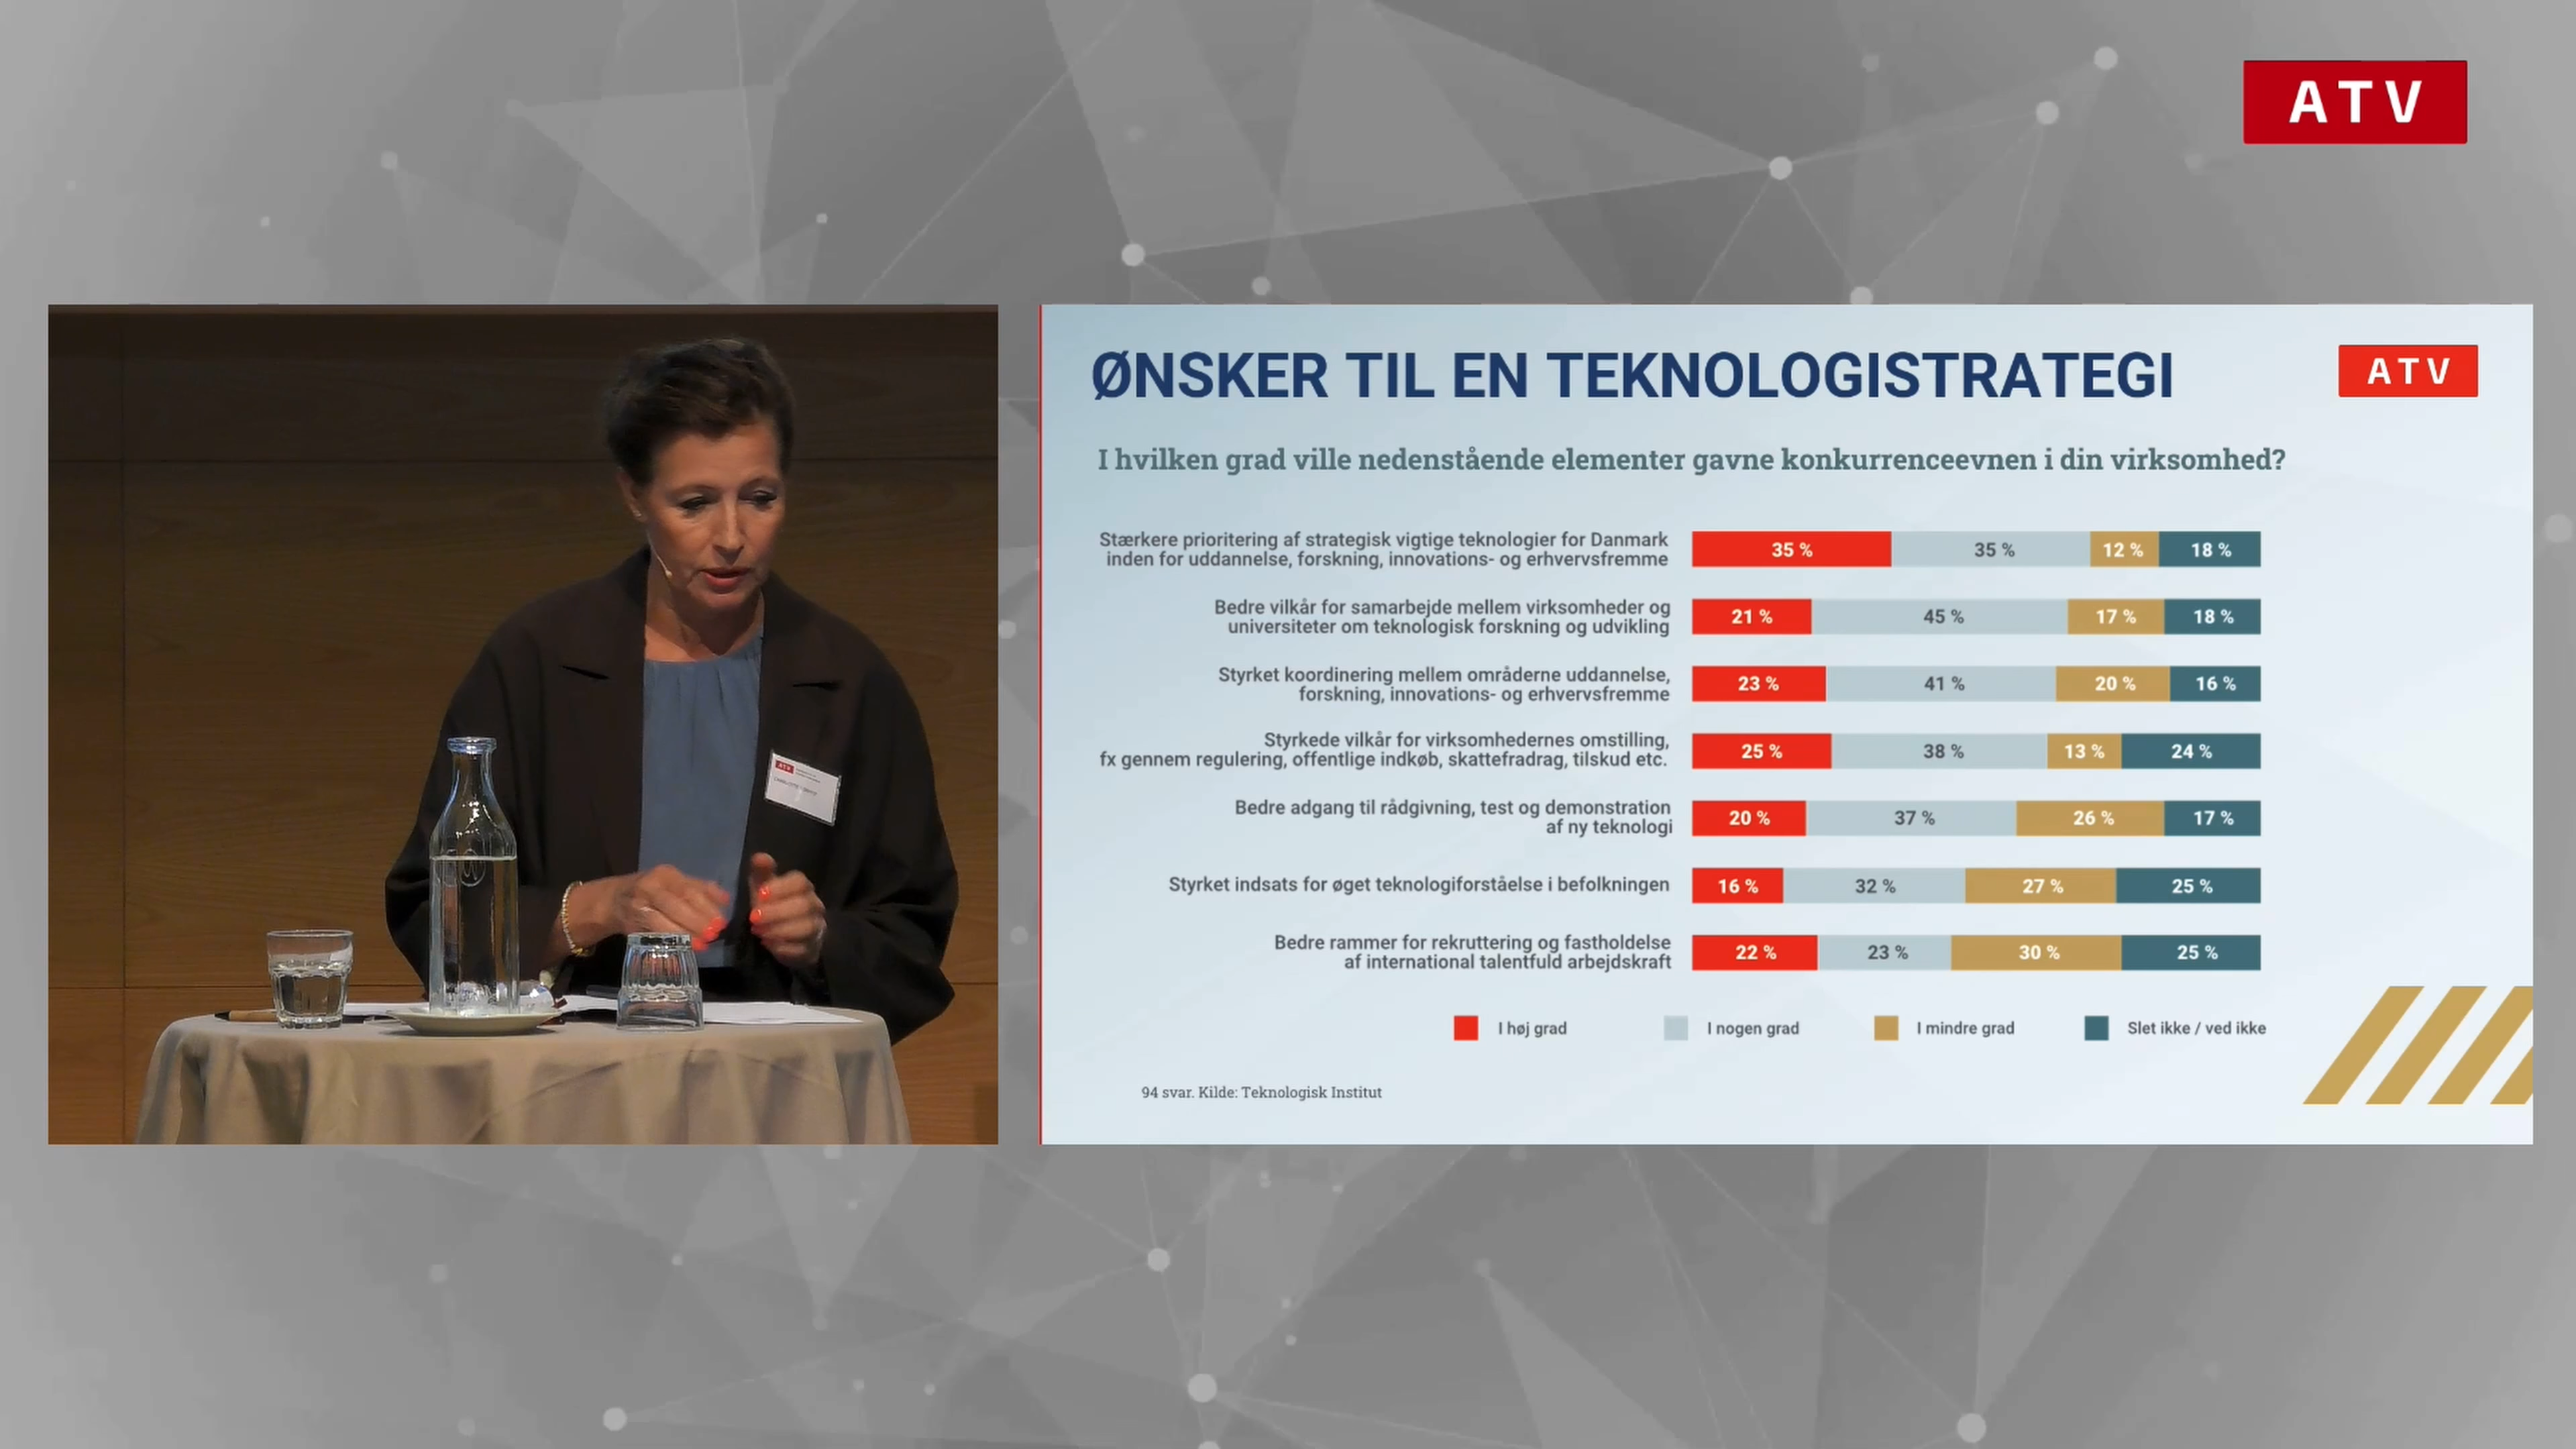 ATV
ATV
ØNSKER TIL EN TEKNOLOGISTRATEGI
ATV
I hvilken grad ville nedenstående elementer gavne konkurrenceevnen i din virksomhed?
Stærkere prioritering af strategisk vigtige teknologier for Danmark
inden for uddannelse, forskning, innovations- og erhvervsfremme
35 % 35 % 12 % 18 %
Bedre vilkår for samarbejde mellem virksomheder og
universiteter om teknologisk forskning og udvikling
21 % 45 % 17 % 18 %
Styrket koordinering mellem områderne uddannelse,
forskning, innovations- og erhvervsfremme
23 % 41 % 20 % 16 %
Styrkede vilkår for virksomhedernes omstilling,
fx gennem regulering, offentlige indkøb, skattefradrag, tilskud etc.
25 % 38 % 13 % 24 %
Bedre adgang til rådgivning, test og demonstration
af ny teknologi
20 % 37 % 26 % 17 %
Styrket indsats for øget teknologiforståelse i befolkningen
16 % 32 % 27 % 25 %
Bedre rammer for rekruttering og fastholdelse
af international talentfuld arbejdskraft
22 % 23 % 30 % 25 %
I høj grad I nogen grad I mindre grad Slet ikke / ved ikke
94 svar. Kilde: Teknologisk Institut